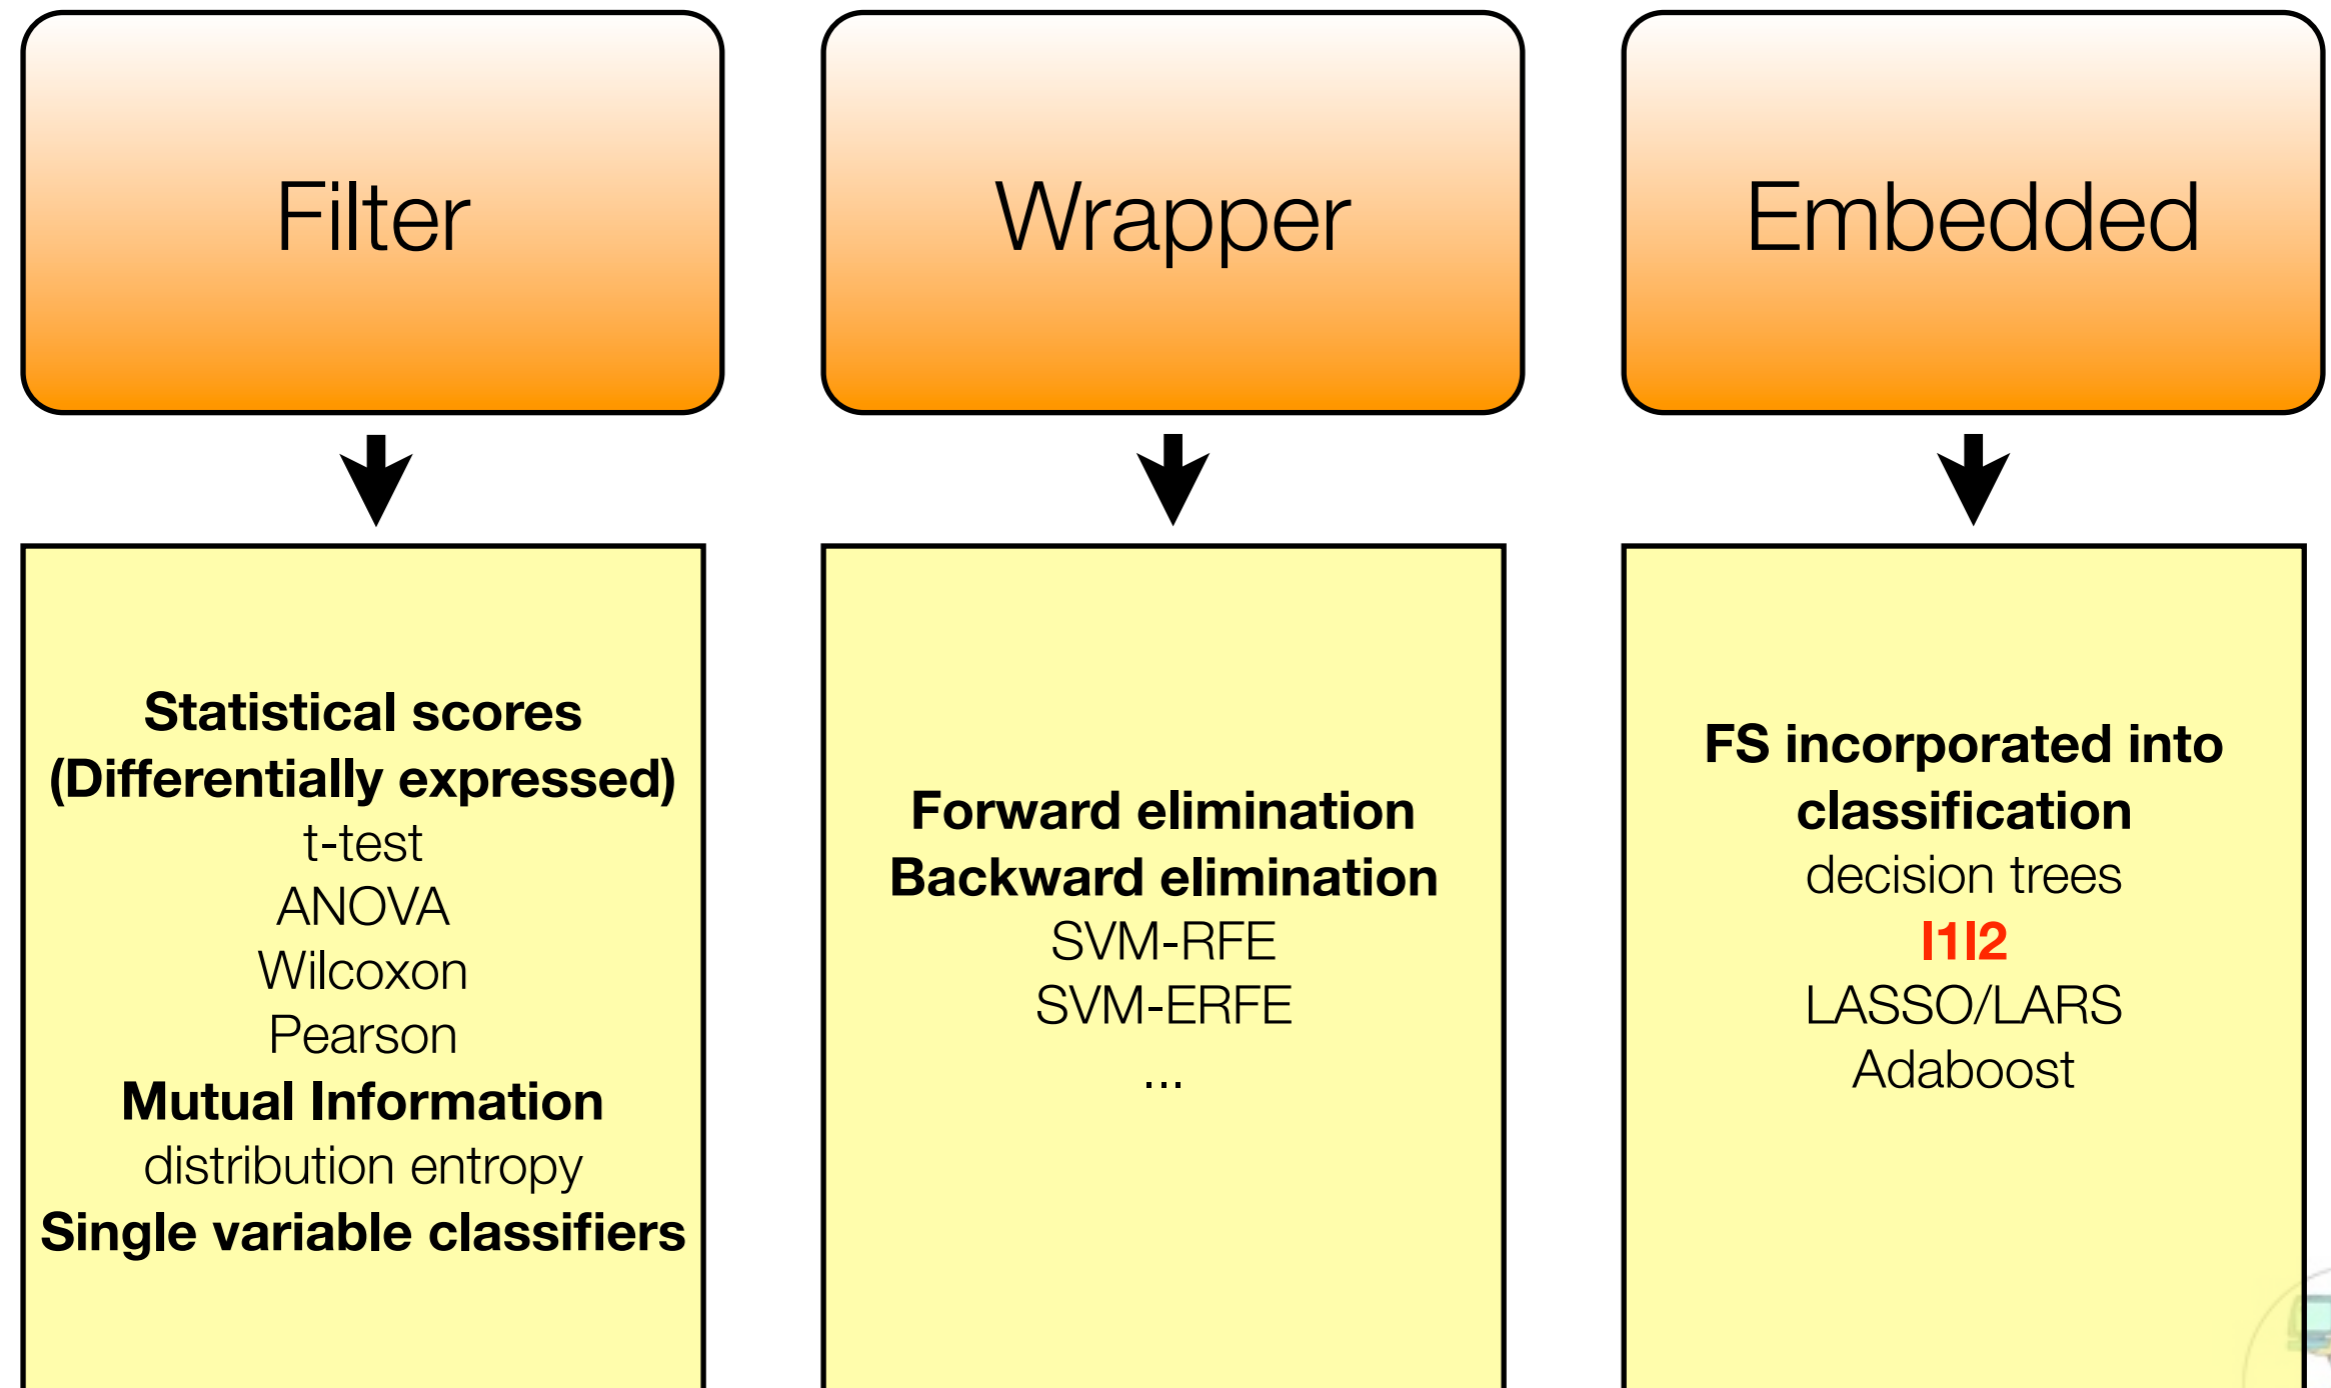 Filter
Wrapper
Embedded
Statistical scores
(Differentially expressed)
t-test
ANOVA
Wilcoxon
Pearson
Mutual Information
distribution entropy
Single variable classifiers
Forward elimination
Backward elimination
SVM-RFE
SVM-ERFE
...
FS incorporated into
classification
decision trees
l1l2
LASSO/LARS
Adaboost